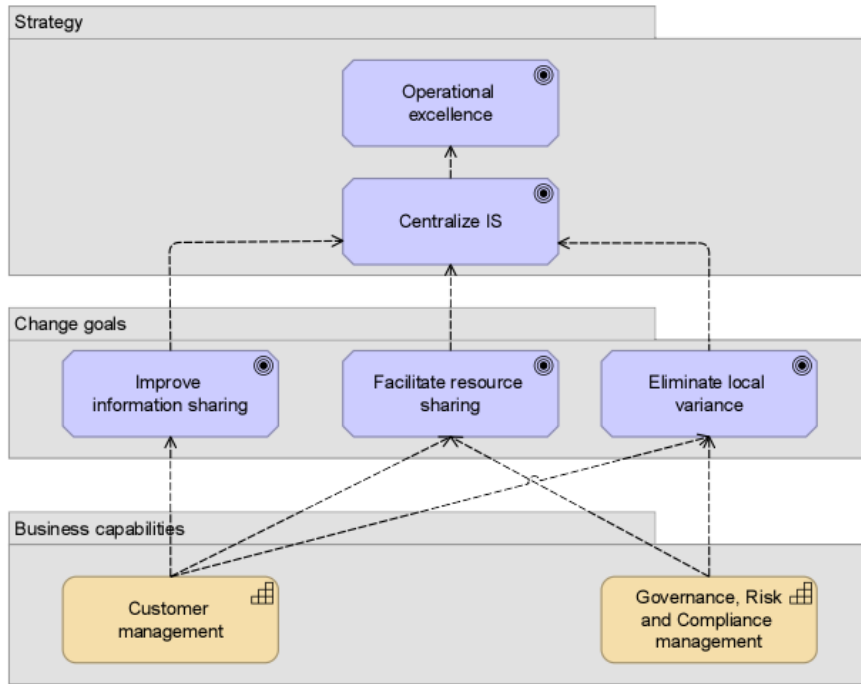 Strategy
Operational
excellence
Centralize IS
Change goals
Improve
information sharing
Facilitate resource
sharing
Eliminate local
variance
Business capabilities
Customer
management
Governance, Risk
and Compliance
management